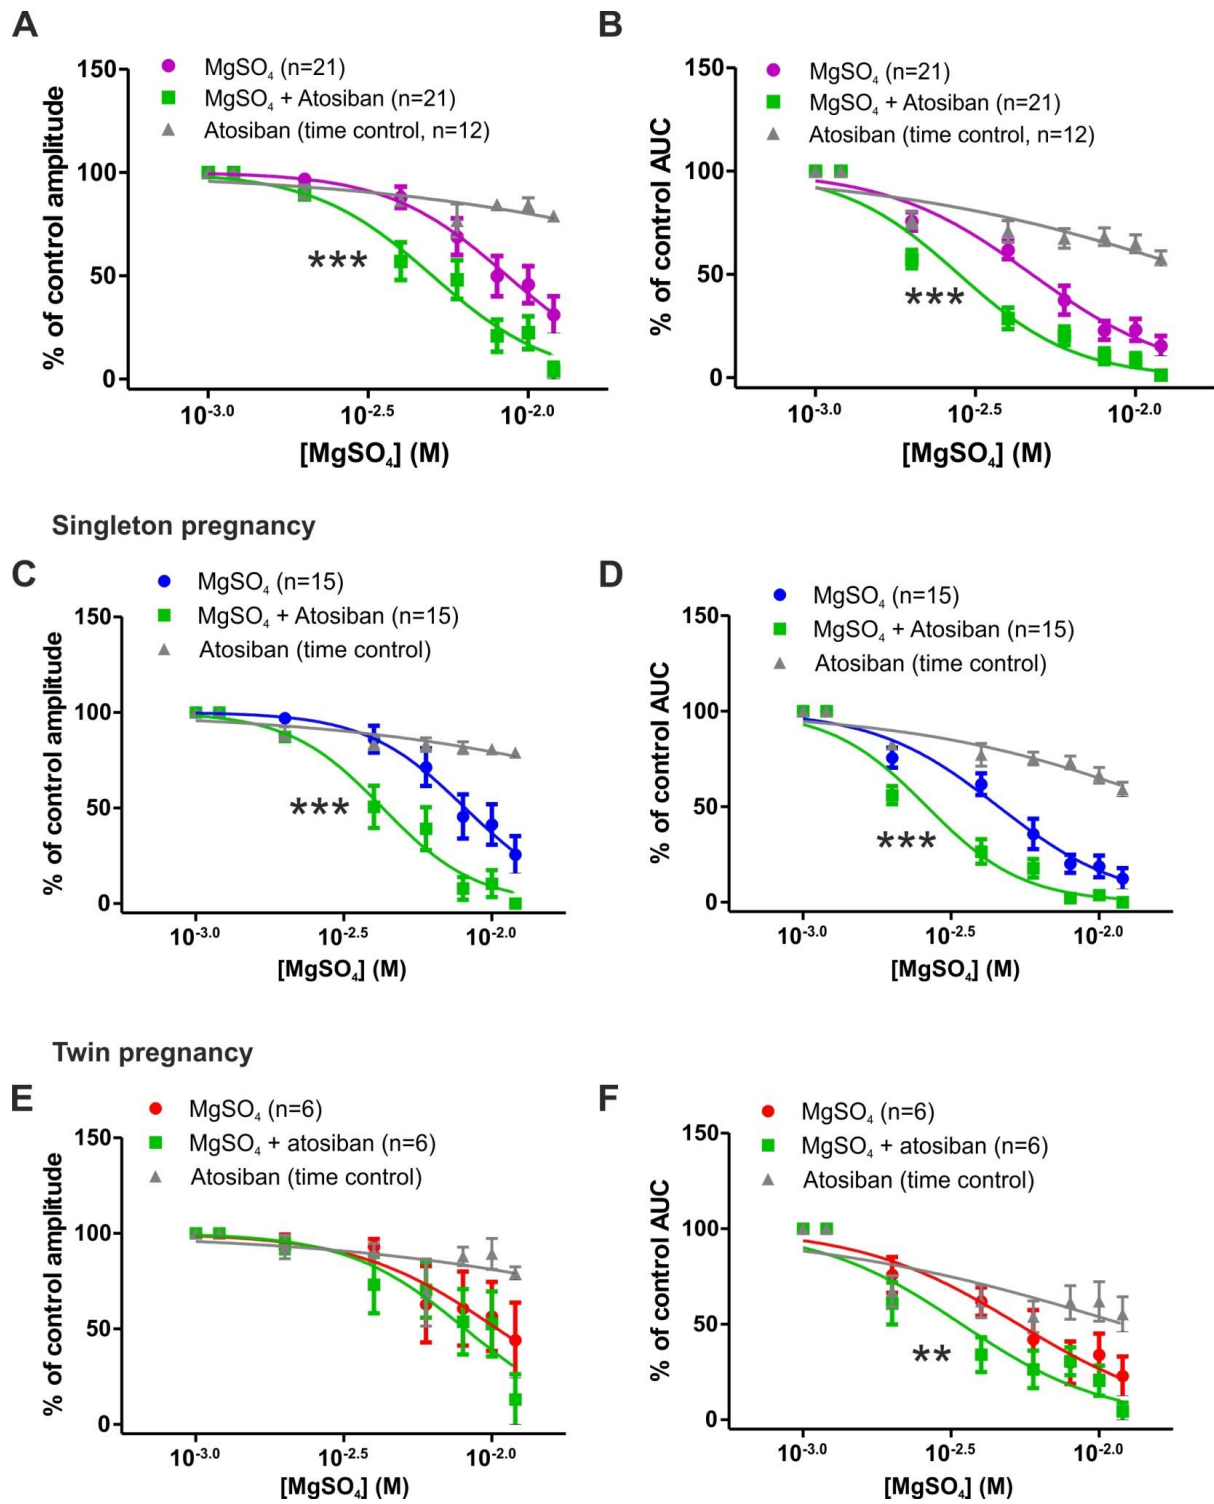 A
MgSO₄ (n=21)
MgSO₄ + Atosiban (n=21)
Atosiban (time control, n=12)
% of control amplitude
150
100
50
0
***
10⁻³·⁰ 10⁻²·⁵ 10⁻²·⁰
[MgSO₄] (M)
B
MgSO₄ (n=21)
MgSO₄ + Atosiban (n=21)
Atosiban (time control, n=12)
% of control AUC
150
100
50
0
***
10⁻³·⁰ 10⁻²·⁵ 10⁻²·⁰
[MgSO₄] (M)
Singleton pregnancy
C
MgSO₄ (n=15)
MgSO₄ + Atosiban (n=15)
Atosiban (time control)
% of control amplitude
150
100
50
0
***
10⁻³·⁰ 10⁻²·⁵ 10⁻²·⁰
[MgSO₄] (M)
D
MgSO₄ (n=15)
MgSO₄ + Atosiban (n=15)
Atosiban (time control)
% of control AUC
150
100
50
0
***
10⁻³·⁰ 10⁻²·⁵ 10⁻²·⁰
[MgSO₄] (M)
Twin pregnancy
E
MgSO₄ (n=6)
MgSO₄ + atosiban (n=6)
Atosiban (time control)
% of control amplitude
150
100
50
0
10⁻³·⁰ 10⁻²·⁵ 10⁻²·⁰
[MgSO₄] (M)
F
MgSO₄ (n=6)
MgSO₄ + atosiban (n=6)
Atosiban (time control)
% of control AUC
150
100
50
0
**
10⁻³·⁰ 10⁻²·⁵ 10⁻²·⁰
[MgSO₄] (M)